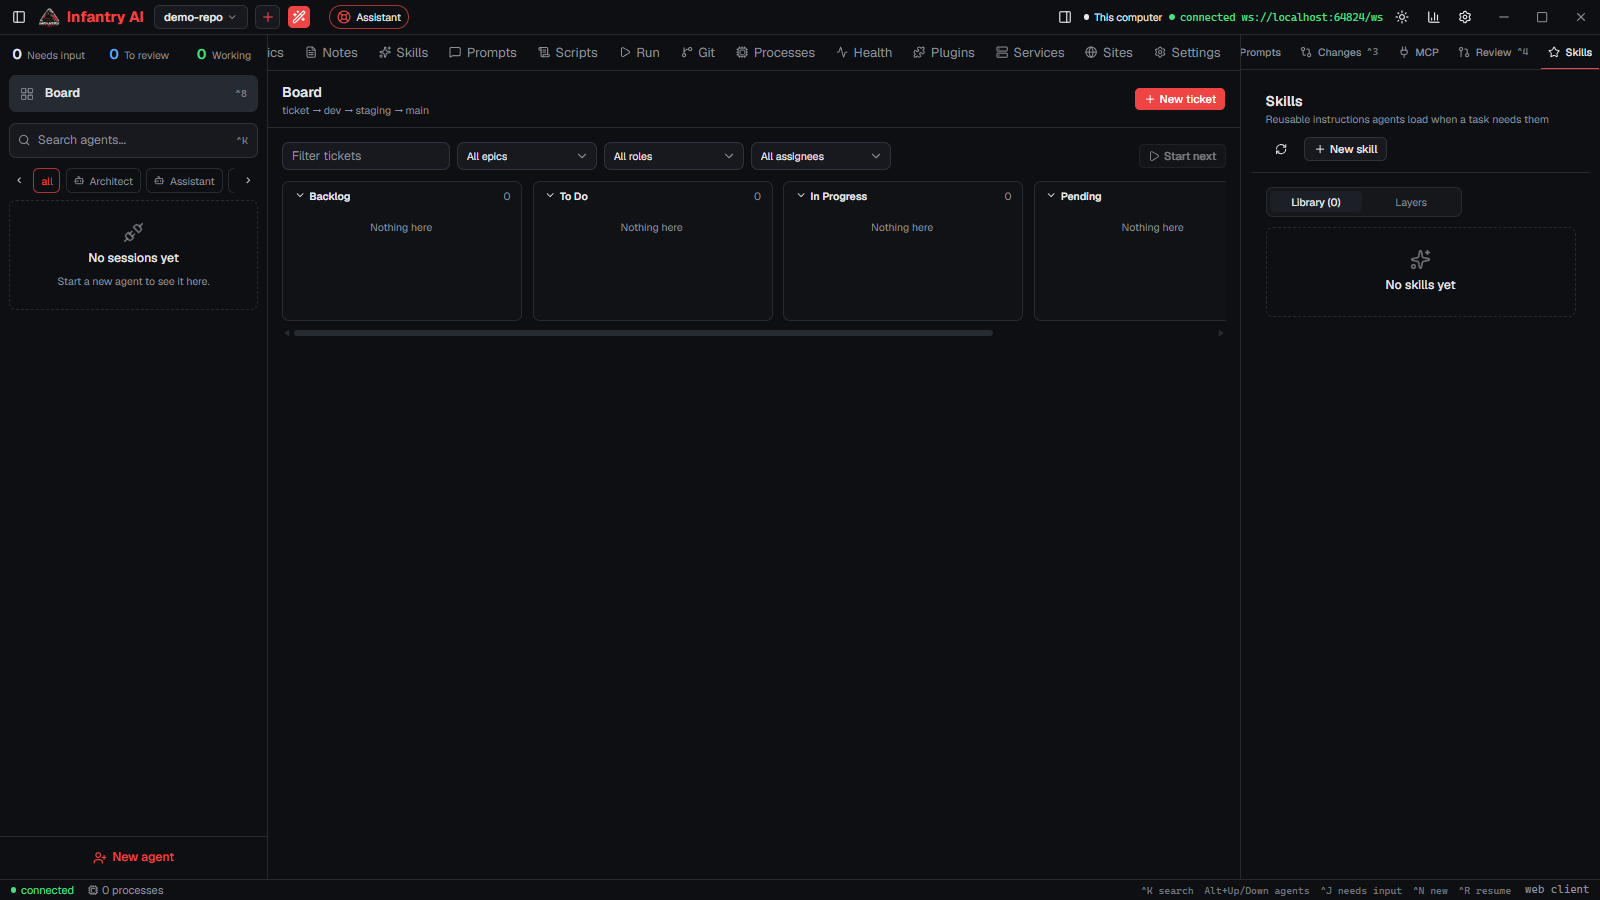 Infantry AI
demo-repo
Assistant
This computer
connected ws://localhost:64824/ws
0 Needs input
0 To review
0 Working
Board ^8
Search agents... ^K
all
Architect
Assistant
No sessions yet
Start a new agent to see it here.
New agent
ics
Notes
Skills
Prompts
Scripts
Run
Git
Processes
Health
Plugins
Services
Sites
Settings
Board
ticket → dev → staging → main
+ New ticket
Filter tickets
All epics
All roles
All assignees
Start next
Backlog 0
Nothing here
To Do 0
Nothing here
In Progress 0
Nothing here
Pending
Nothing here
Prompts
Changes ^3
MCP
Review ^4
Skills
Skills
Reusable instructions agents load when a task needs them
+ New skill
Library (0)
Layers
No skills yet
connected
0 processes
^K search
Alt+Up/Down agents
^J needs input
^N new
^R resume
web client